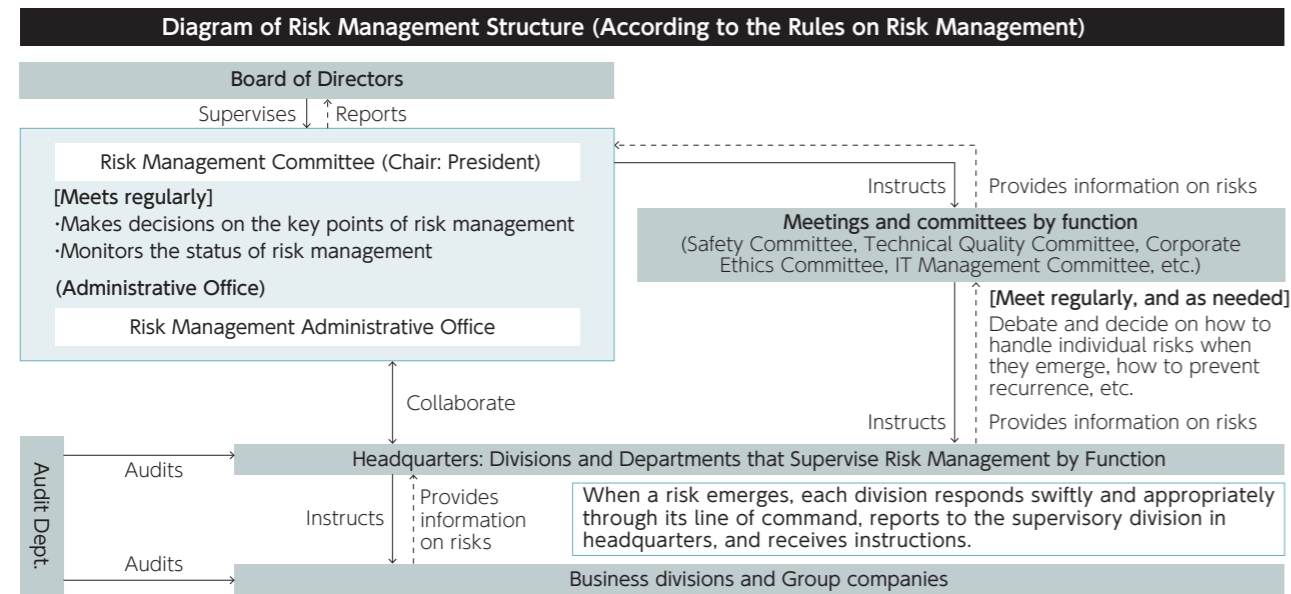 Diagram of Risk Management Structure (According to the Rules on Risk Management)
Board of Directors
Supervises
Reports
Risk Management Committee (Chair: President)
[Meets regularly]
·Makes decisions on the key points of risk management
·Monitors the status of risk management
(Administrative Office)
Risk Management Administrative Office
Instructs
Provides information on risks
Meetings and committees by function
(Safety Committee, Technical Quality Committee, Corporate
Ethics Committee, IT Management Committee, etc.)
[Meet regularly, and as needed]
Debate and decide on how to
handle individual risks when
they emerge, how to prevent
recurrence, etc.
Collaborate
Instructs
Provides information on risks
Audit Dept.
Audits
Headquarters: Divisions and Departments that Supervise Risk Management by Function
Instructs
Provides
information
on risks
When a risk emerges, each division responds swiftly and appropriately
through its line of command, reports to the supervisory division in
headquarters, and receives instructions.
Audits
Business divisions and Group companies